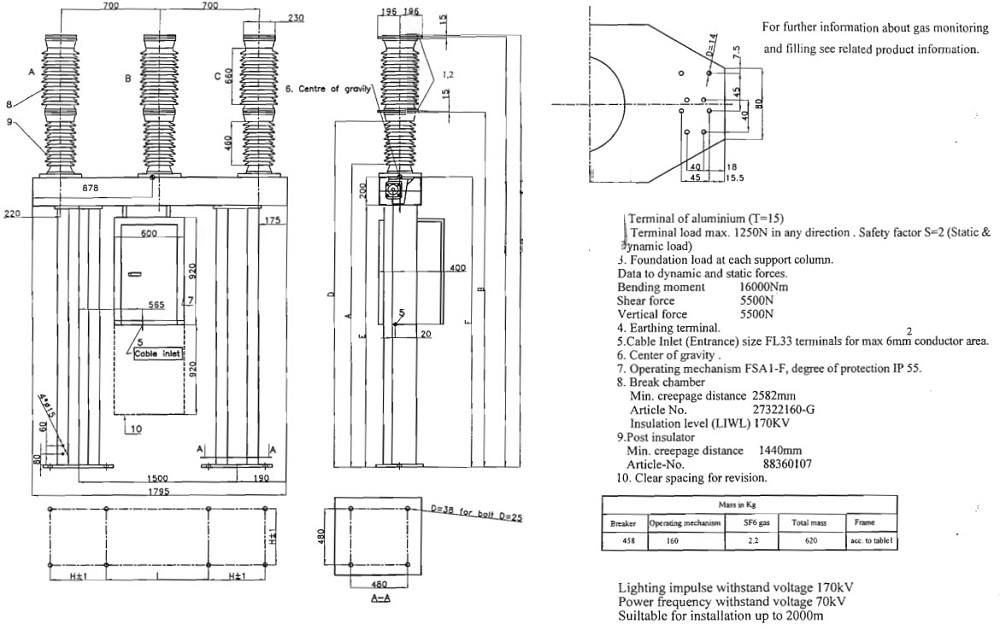 700
700
230
A
B
C
660
8
9
460
878
220
175
600
920
7
565
5
Cable inlet
920
10
4*ø15
60
80
A
A
1500
190
1795
H±1
H±1
L
H±1
196
196
15
1,2
15
6. Centre of gravily
200
400
D
A
E
F
B
5
20
D=38 for bolt D=25
480
480
A-A
D=14
7.5
45
40
80
40
18
45
15.5
For further information about gas monitoring
and filling see related product information.
Terminal of aluminium (T=15)
Terminal load max. 1250N in any direction . Safety factor S=2 (Static &
dynamic load)
3. Foundation load at each support column.
Data to dynamic and static forces.
Bending moment 16000Nm
Shear force 5500N
Vertical force 5500N
4. Earthing terminal.
5.Cable Inlet (Entrance) size FL33 terminals for max 6mm2 conductor area.
6. Center of gravity .
7. Operating mechanism FSA1-F, degree of protection IP 55.
8. Break chamber
Min. creepage distance 2582mm
Article No. 27322160-G
Insulation level (LIWL) 170KV
9.Post insulator
Min. creepage distance 1440mm
Article-No. 88360107
10. Clear spacing for revision.
Mass in Kg
Breaker Operating mechanism SF6 gas Total mass Frame
458 160 2.2 620 acc. to table1
Lighting impulse withstand voltage 170kV
Power frequency withstand voltage 70kV
Suiltable for installation up to 2000m